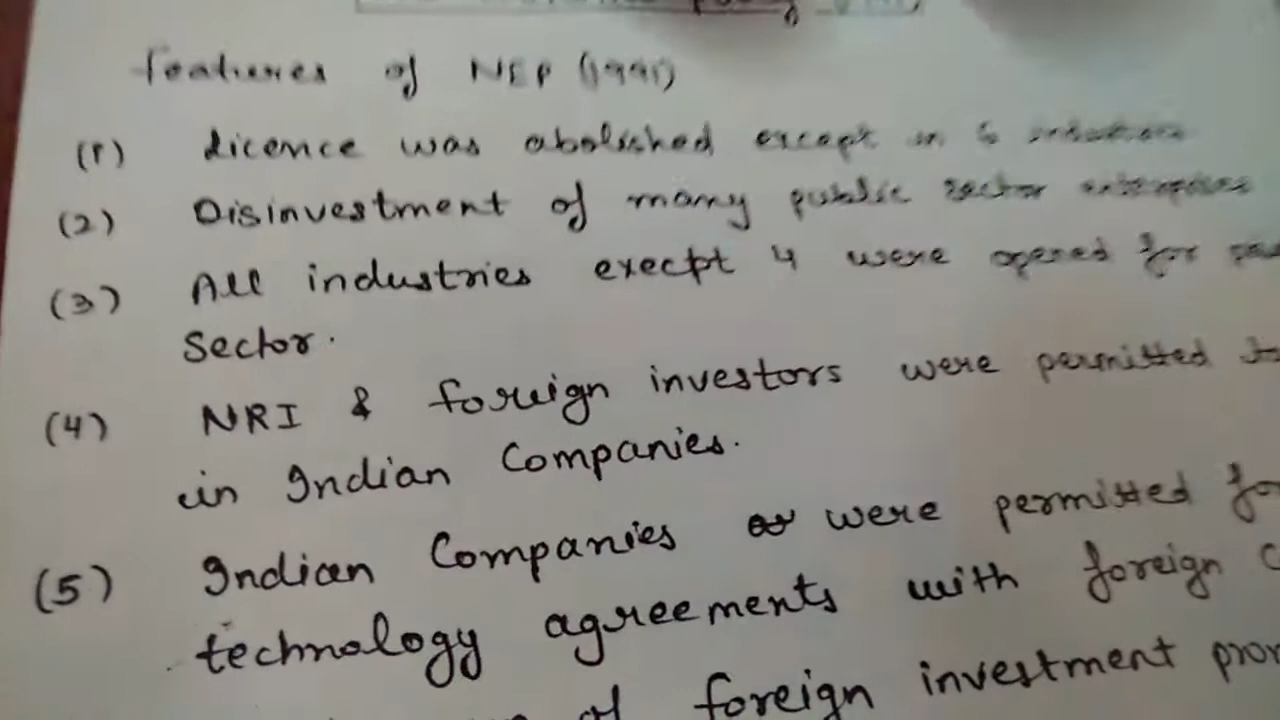 features of NEP (1991)
(1) Licence was abolished except in 6 industries
(2) Disinvestment of many public sector enterprises
(3) All industries exect 4 were opened for
Sector.
(4) NRI & foreign investors were permitted
in Indian Companies.
(5) Indian Companies were permitted
technology agreements with foreign
of foreign investment